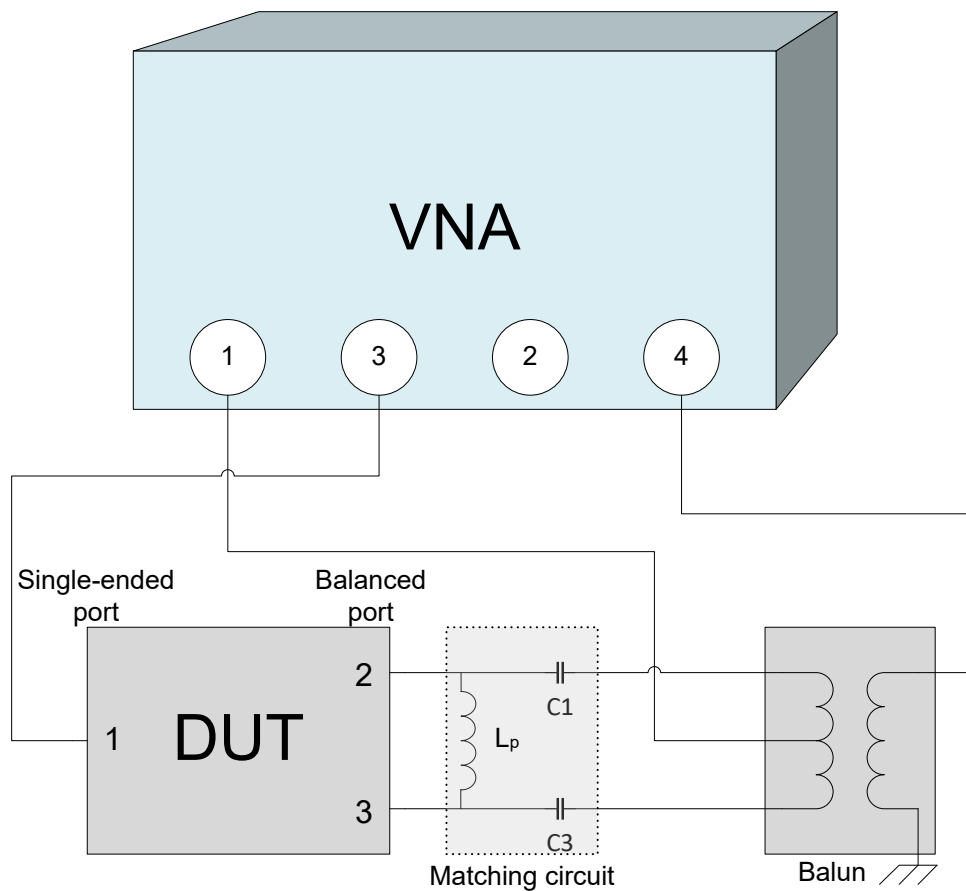 VNA
1 3 2 4
Single-ended
port
Balanced
port
1 DUT 2
3
C1
Lp
C3
Matching circuit
Balun